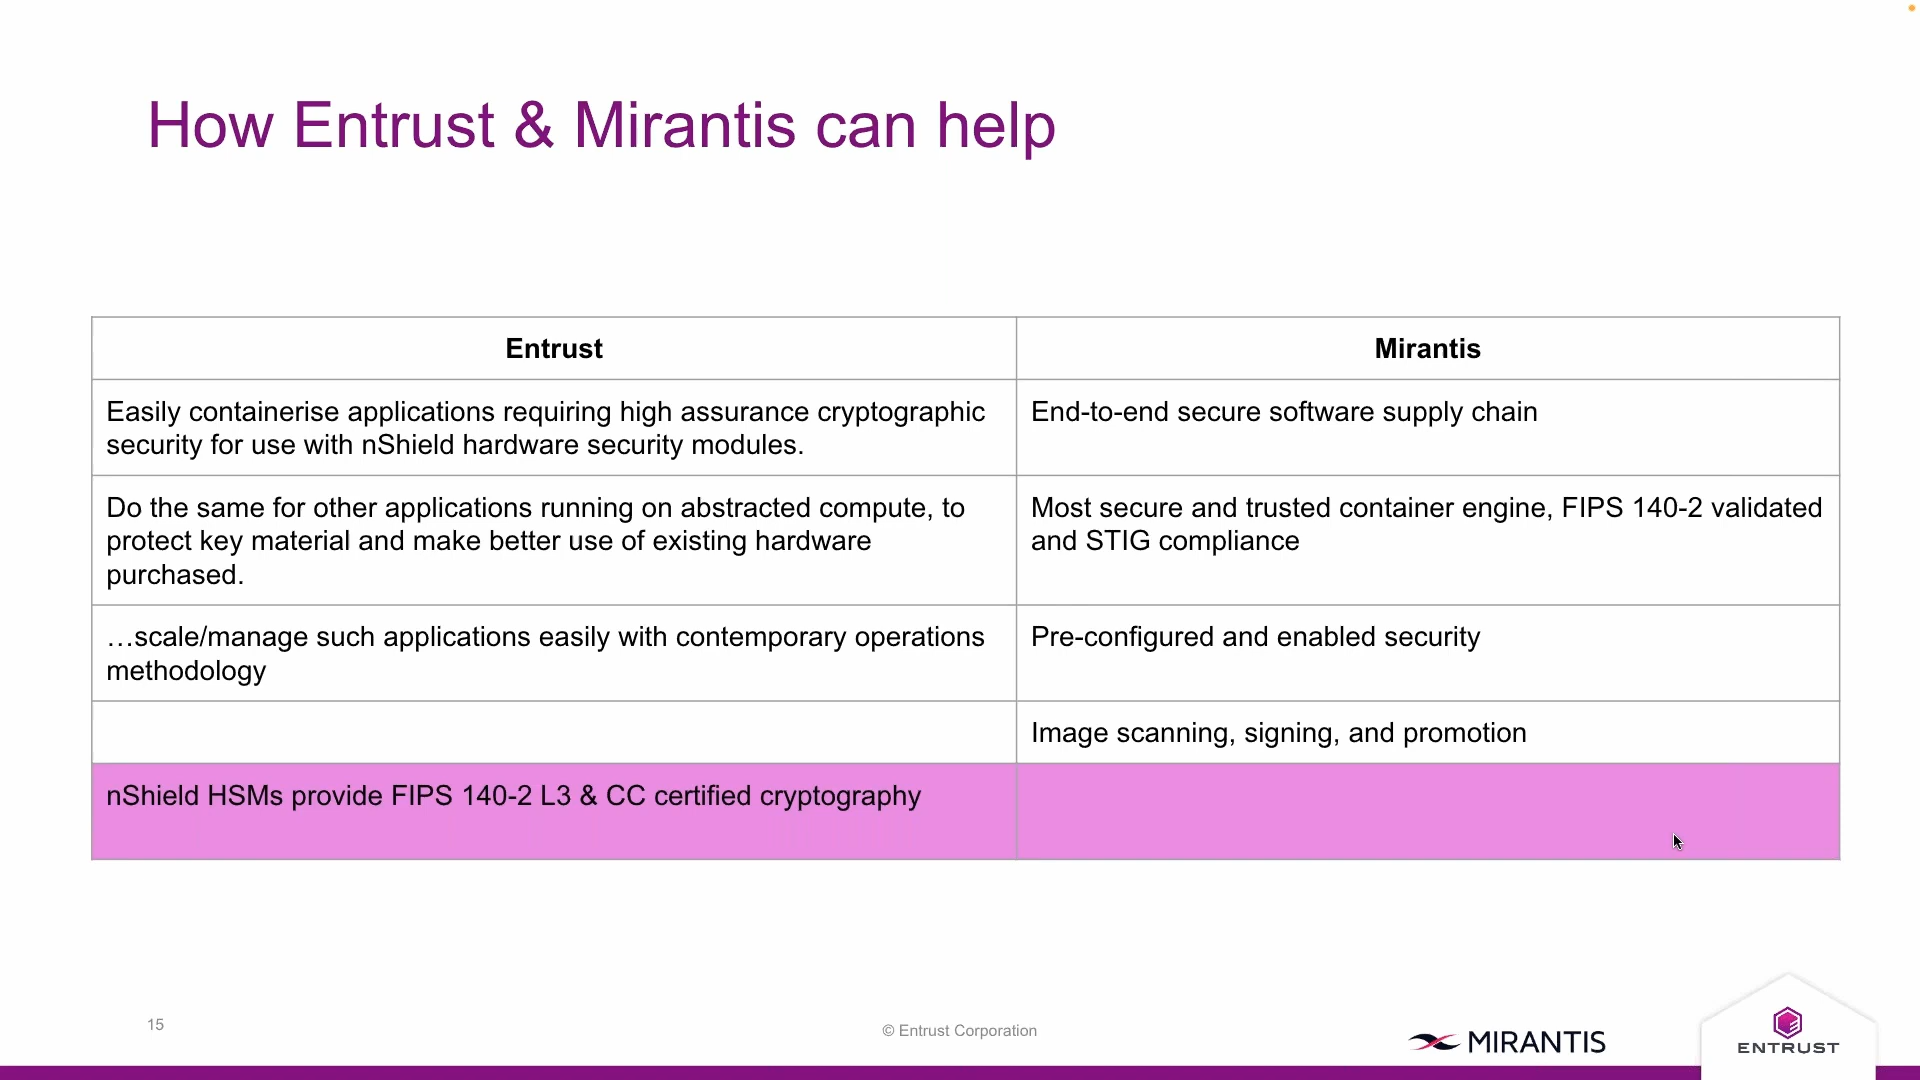 How Entrust & Mirantis can help
Entrust
Mirantis
Easily containerise applications requiring high assurance cryptographic
security for use with nShield hardware security modules.
End-to-end secure software supply chain
Do the same for other applications running on abstracted compute, to
protect key material and make better use of existing hardware
purchased.
Most secure and trusted container engine, FIPS 140-2 validated
and STIG compliance
…scale/manage such applications easily with contemporary operations
methodology
Pre-configured and enabled security
Image scanning, signing, and promotion
nShield HSMs provide FIPS 140-2 L3 & CC certified cryptography
15
© Entrust Corporation
MIRANTIS
ENTRUST